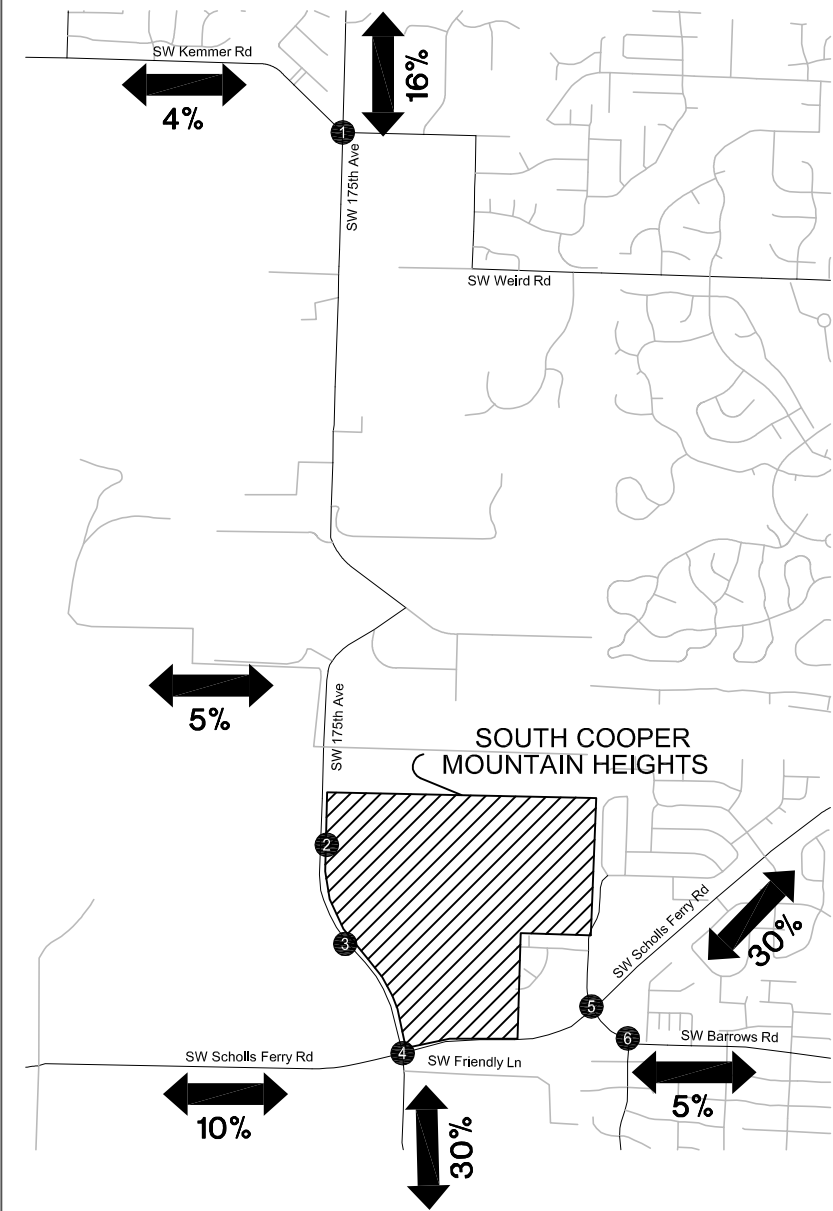 SW Kemmer Rd
16%
4%
1
SW 175th Ave
SW Weird Rd
5%
SW 175th Ave
SOUTH COOPER
MOUNTAIN HEIGHTS
2
3
SW Scholls Ferry Rd
30%
5
6
SW Barrows Rd
4
SW Scholls Ferry Rd
SW Friendly Ln
5%
10%
30%